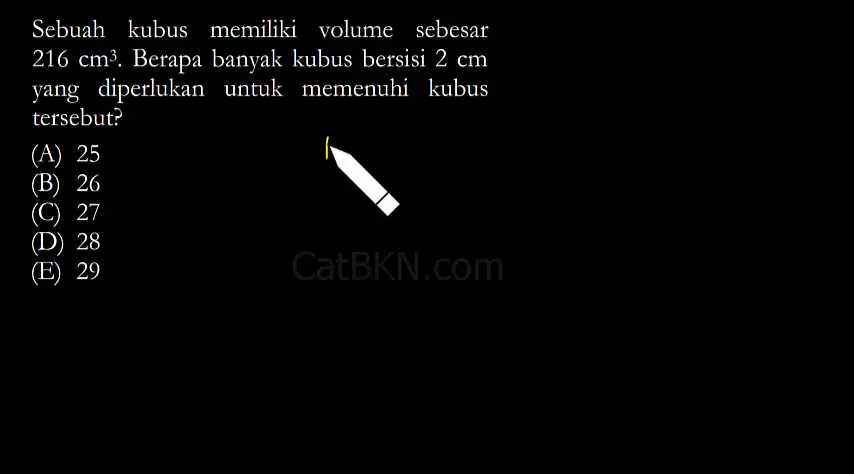 Sebuah kubus memiliki volume sebesar
216 cm³. Berapa banyak kubus bersisi 2 cm
yang diperlukan untuk memenuhi kubus
tersebut?
(A) 25
(B) 26
(C) 27
(D) 28
(E) 29
CatBKN.com